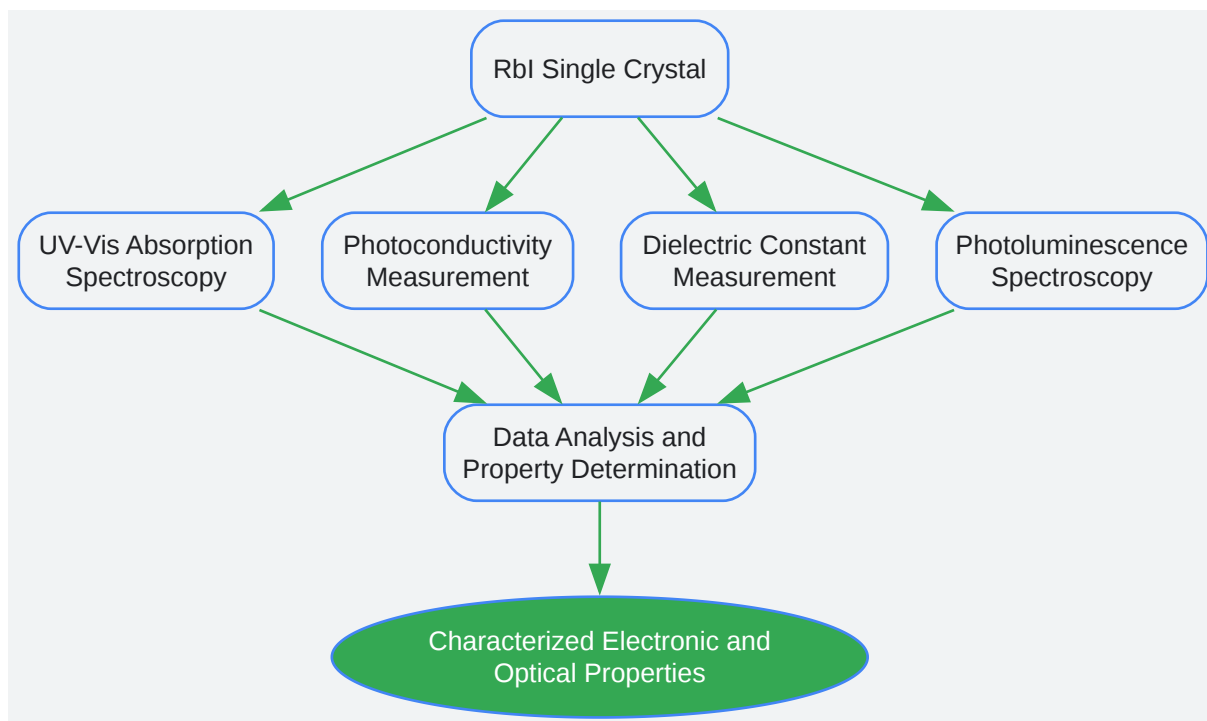 RbI Single Crystal
UV-Vis Absorption
Spectroscopy
Photoconductivity
Measurement
Dielectric Constant
Measurement
Photoluminescence
Spectroscopy
Data Analysis and
Property Determination
Characterized Electronic and
Optical Properties